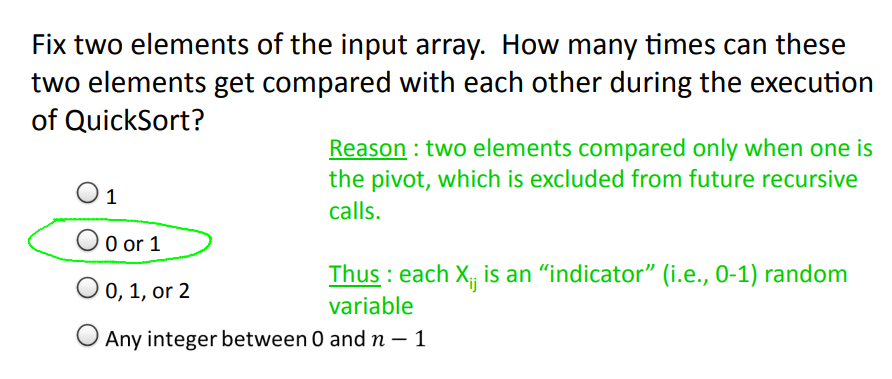 Fix two elements of the input array. How many times can these
two elements get compared with each other during the execution
of QuickSort?
Reason : two elements compared only when one is
the pivot, which is excluded from future recursive
calls.
1
0 or 1
Thus : each Xij is an “indicator” (i.e., 0-1) random
variable
0, 1, or 2
Any integer between 0 and n − 1